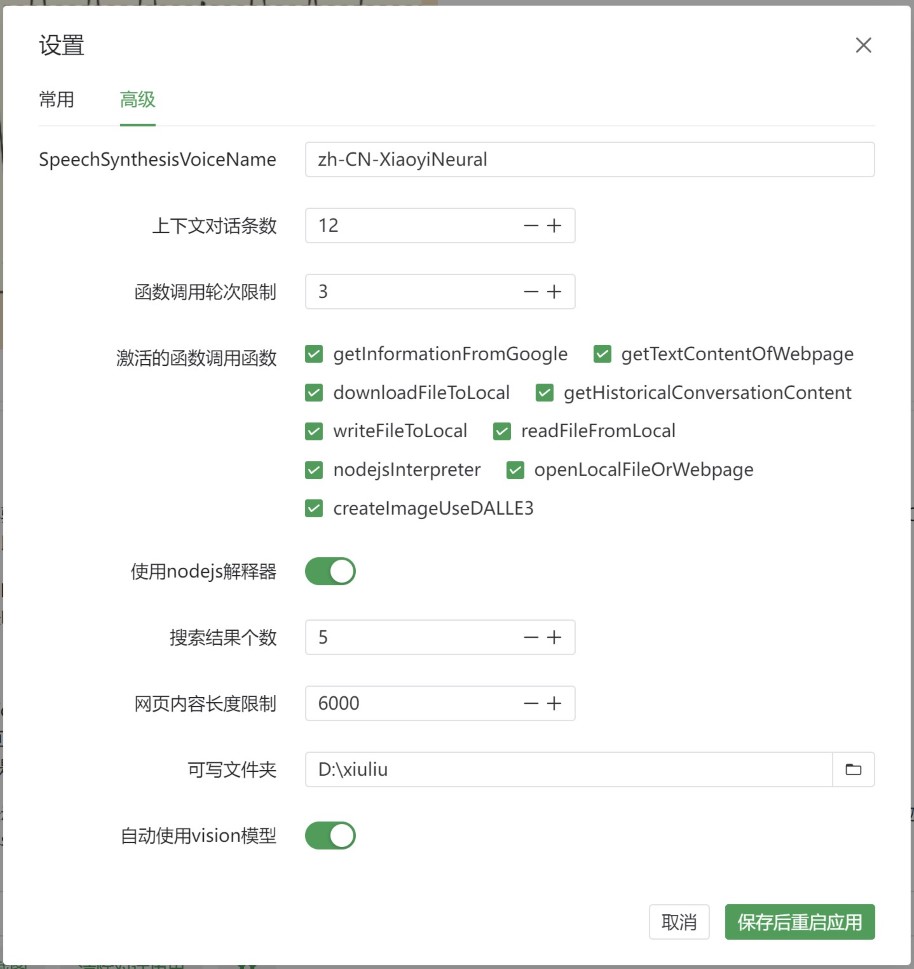 设置
常用 高级
SpeechSynthesisVoiceName zh-CN-XiaoyiNeural
上下文对话条数 12
函数调用轮次限制 3
激活的函数调用函数 getInformationFromGoogle getTextContentOfWebpage
downloadFileToLocal getHistoricalConversationContent
writeFileToLocal readFileFromLocal
nodejsInterpreter openLocalFileOrWebpage
createImageUseDALLE3
使用nodejs解释器
搜索结果个数 5
网页内容长度限制 6000
可写文件夹 D:\xiuliu
自动使用vision模型
取消 保存后重启应用